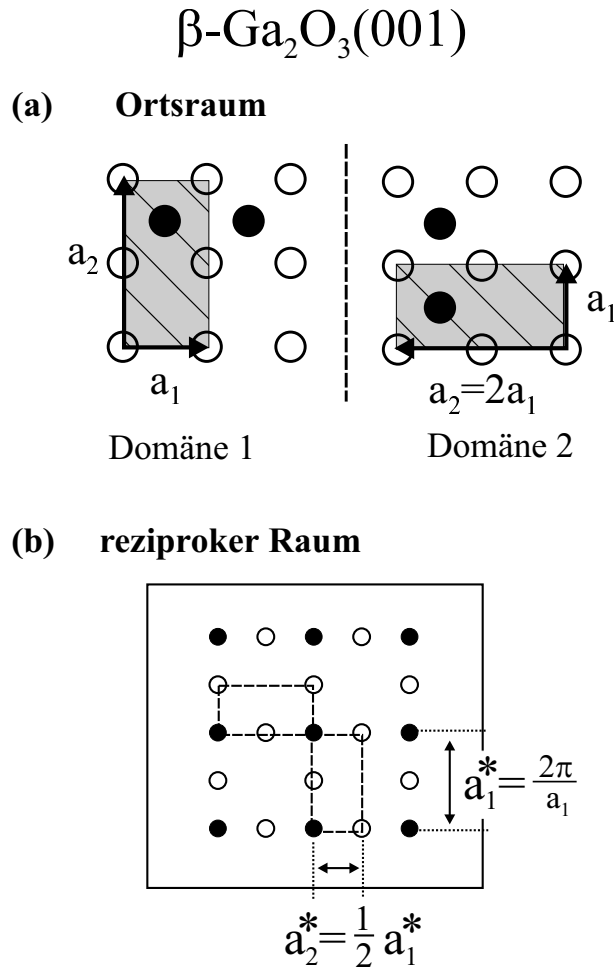 β-Ga₂O₃(001)
(a) Ortsraum
a₂
a₁
a₁
a₂=2a₁
Domäne 1
Domäne 2
(b) reziproker Raum
a₁* = 2π/a₁
a₂* = 1/2 a₁*